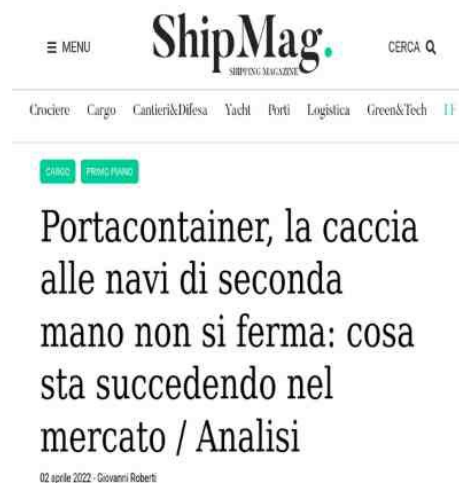 ≡ MENU
ShipMag.
SHIPPING MAGAZINE
CERCA
Crociere Cargo Cantieri&Difesa Yacht Porti Logistica Green&Tech
CARGO PRIMO PIANO
Portacontainer, la caccia
alle navi di seconda
mano non si ferma: cosa
sta succedendo nel
mercato / Analisi
02 aprile 2022 - Giovanni Roberti